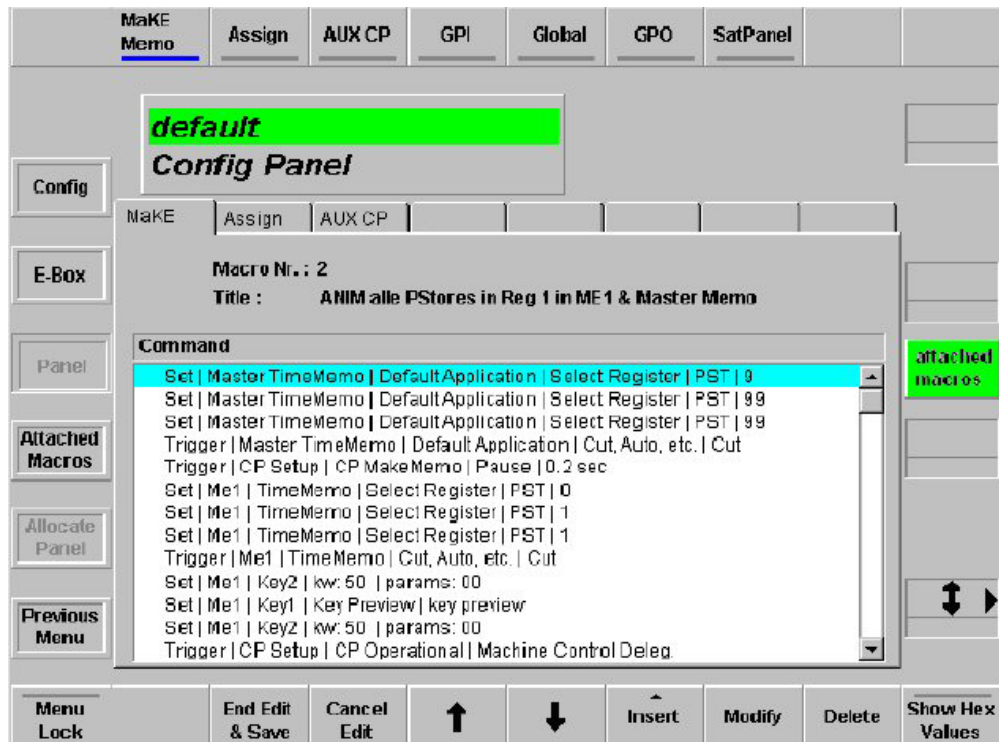 MaKE
Memo
Assign
AUX CP
GPI
Global
GPO
SatPanel
default
Config Panel
Config
MaKE
Assign
AUX CP
E-Box
Macro Nr. : 2
Title : ANIM alle PStores in Reg 1 in ME1 & Master Memo
Panel
Command
attached
macros
Set | Master TimeMemo | Default Application | Select Register | PST | 9
Set | Master TimeMemo | Default Application | Select Register | PST | 99
Set | Master TimeMemo | Default Application | Select Register | PST | 99
Trigger | Master TimeMemo | Default Application | Cut, Auto, etc. | Cut
Trigger | CP Setup | CP MakeMemo | Pause | 0.2 sec
Set | Me1 | TimeMemo | Select Register | PST | 0
Set | Me1 | TimeMemo | Select Register | PST | 1
Set | Me1 | TimeMemo | Select Register | PST | 1
Trigger | Me1 | TimeMemo | Cut, Auto, etc. | Cut
Set | Me1 | Key2 | kw: 50 | params: 00
Set | Me1 | Key1 | Key Preview | key preview
Set | Me1 | Key2 | kw: 50 | params: 00
Trigger | CP Setup | CP Operational | Machine Control Deleg.
Attached
Macros
Allocate
Panel
Previous
Menu
Menu
Lock
End Edit
& Save
Cancel
Edit
Insert
Modify
Delete
Show Hex
Values